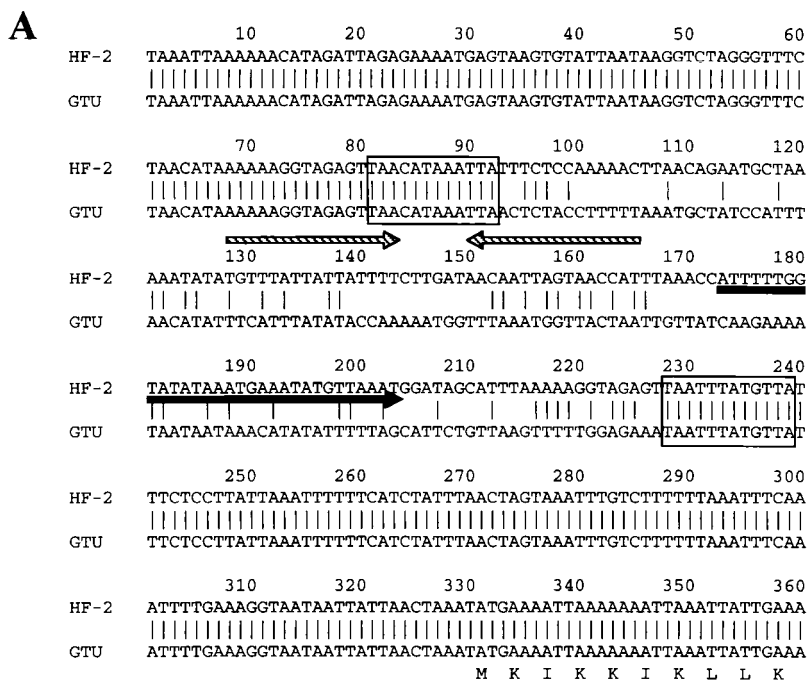 A
10 20 30 40 50 60
HF-2 TAAATTAAAAAACATAGATTAGAGAAAATGAGTAAGTGTATTAATAAGGTCTAGGGTTTC
GTU TAAATTAAAAAACATAGATTAGAGAAAATGAGTAAGTGTATTAATAAGGTCTAGGGTTTC
70 80 90 100 110 120
HF-2 TAACATAAAAAAGGTAGAGTTAACATAAATTATTTCTCCAAAAACTTAACAGAATGCTAA
GTU TAACATAAAAAAGGTAGAGTTAACATAAATTAACTCTACCTTTTTAAATGCTATCCATTT
130 140 150 160 170 180
HF-2 AAATATATGTTTATTATTATTTTCTTGATAACAATTAGTAACCATTTAAACCATTTTTGG
GTU AACATATTTCATTTATATACCAAAAATGGTTTAAATGGTTACTAATTGTTATCAAGAAAA
190 200 210 220 230 240
HF-2 TATATAAATGAAATATGTTAAATGGATAGCATTTAAAAAGGTAGAGTTAATTTATGTTAT
GTU TAATAATAAACATATATTTTTAGCATTCTGTTAAGTTTTTGGAGAAATAATTTATGTTAT
250 260 270 280 290 300
HF-2 TTCTCCTTATTAAATTTTTTCATCTATTTAACTAGTAAATTTGTCTTTTTTAAATTTCAA
GTU TTCTCCTTATTAAATTTTTTCATCTATTTAACTAGTAAATTTGTCTTTTTTAAATTTCAA
310 320 330 340 350 360
HF-2 ATTTTGAAAGGTAATAATTATTAACTAAATATGAAAATTAAAAAAATTAAATTATTGAAA
GTU ATTTTGAAAGGTAATAATTATTAACTAAATATGAAAATTAAAAAAATTAAATTATTGAAA
M K I K K I K L L K